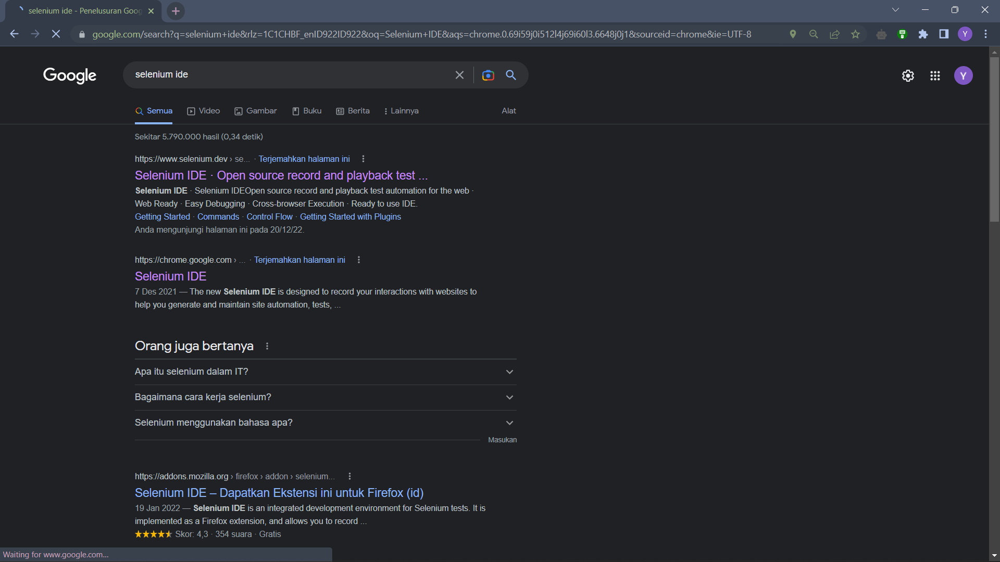 selenium ide - Penelusuran Goog
google.com/search?q=selenium+ide&rlz=1C1CHBF_enID922ID922&oq=Selenium+IDE&aqs=chrome.0.69i59j0i512l4j69i60l3.6648j0j1&sourceid=chrome&ie=UTF-8
Y
Google
selenium ide
Y
Semua
Video
Gambar
Buku
Berita
Lainnya
Alat
Sekitar 5.790.000 hasil (0,34 detik)
https://www.selenium.dev › se... · Terjemahkan halaman ini
Selenium IDE · Open source record and playback test ...
Selenium IDE · Selenium IDEOpen source record and playback test automation for the web ·
Web Ready · Easy Debugging · Cross-browser Execution · Ready to use IDE.
Getting Started · Commands · Control Flow · Getting Started with Plugins
Anda mengunjungi halaman ini pada 20/12/22.
https://chrome.google.com › ... · Terjemahkan halaman ini
Selenium IDE
7 Des 2021 — The new Selenium IDE is designed to record your interactions with websites to
help you generate and maintain site automation, tests, ...
Orang juga bertanya
Apa itu selenium dalam IT?
Bagaimana cara kerja selenium?
Selenium menggunakan bahasa apa?
Masukan
https://addons.mozilla.org › firefox › addon › selenium...
Selenium IDE – Dapatkan Ekstensi ini untuk Firefox (id)
19 Jan 2022 — Selenium IDE is an integrated development environment for Selenium tests. It is
implemented as a Firefox extension, and allows you to record ...
Skor: 4,3 · 354 suara · Gratis
Waiting for www.google.com...